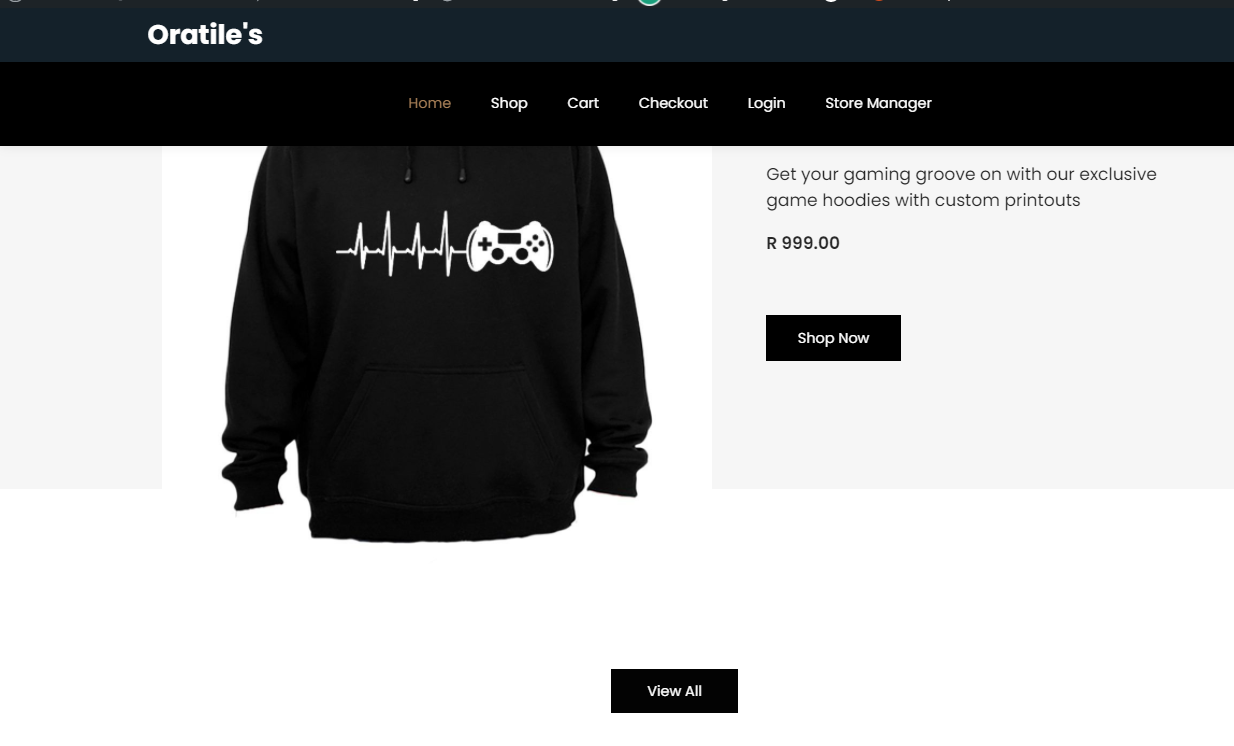 Oratile's
Home Shop Cart Checkout Login Store Manager
Get your gaming groove on with our exclusive
game hoodies with custom printouts
R 999.00
Shop Now
View All